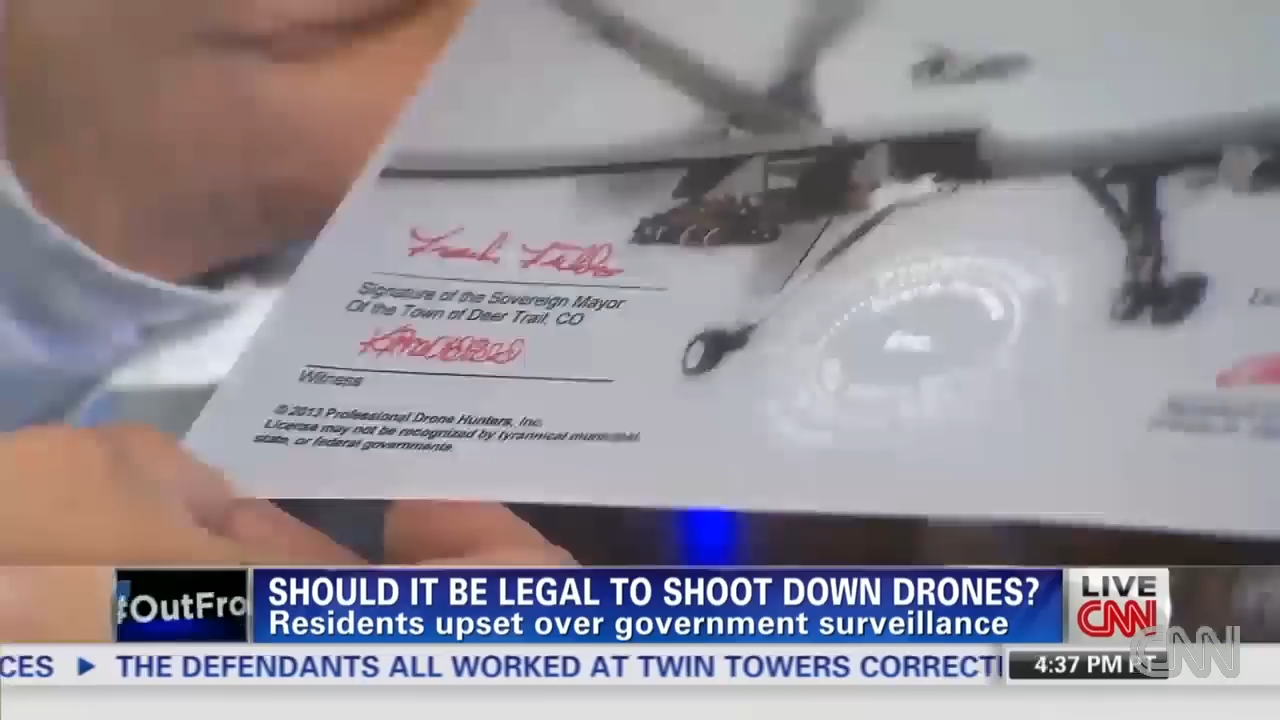 Signature of the Sovereign Mayor
Of the Town of Deer Trail, CO
Witness
© 2013 Professional Drone Hunters, Inc.
License may not be recognized by tyrannical municipal,
state, or federal governments.
#OutFro
SHOULD IT BE LEGAL TO SHOOT DOWN DRONES?
Residents upset over government surveillance
LIVE
CNN
CES ▶ THE DEFENDANTS ALL WORKED AT TWIN TOWERS CORRECTI
4:37 PM PT
CNN